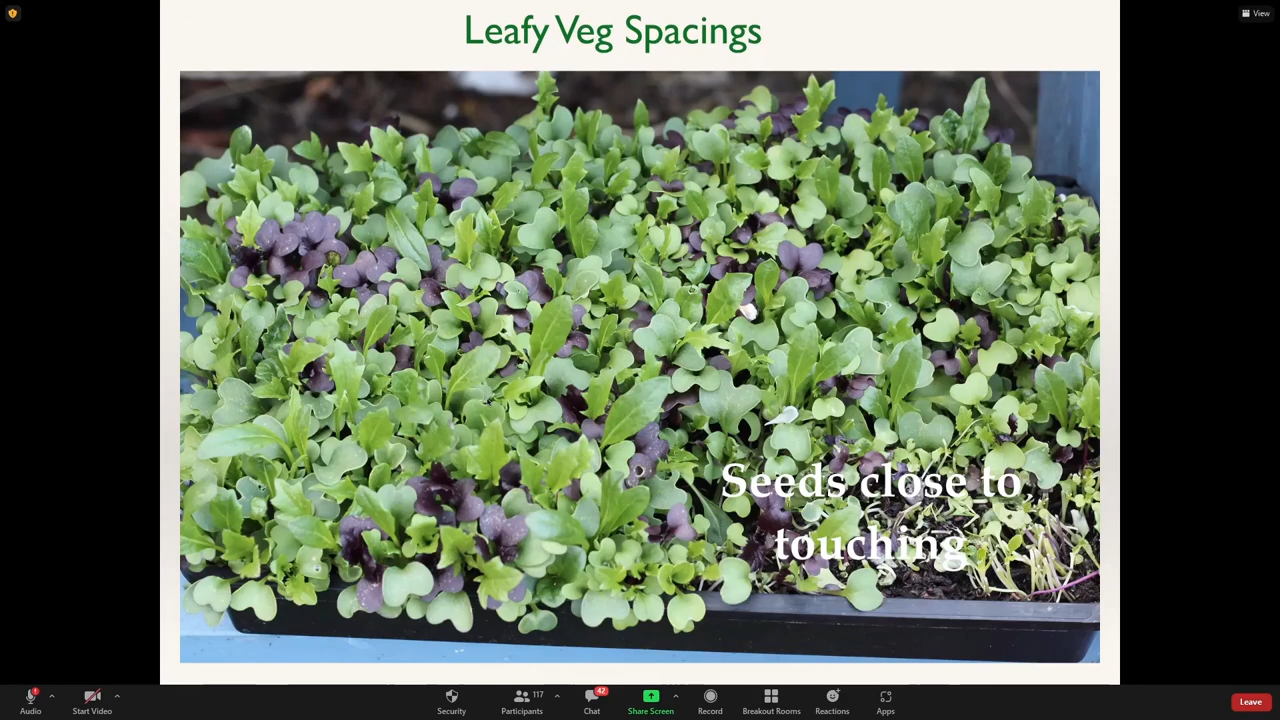 View
Leafy Veg Spacings
Seeds close to
touching
Audio
Start Video
Security
117
Participants
42
Chat
Share Screen
Record
Breakout Rooms
Reactions
Apps
Leave